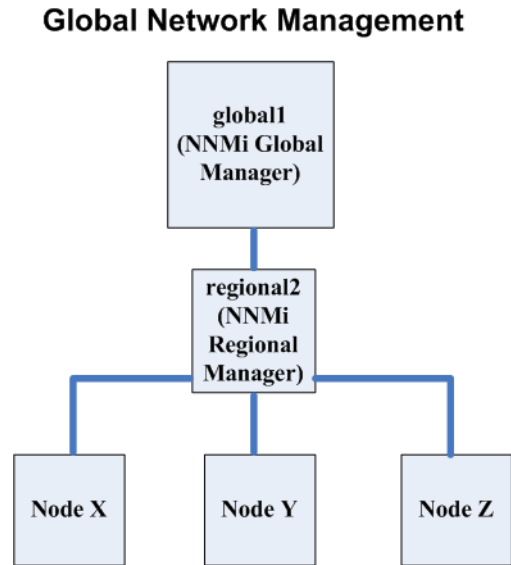 Global Network Management
global1
(NNMi Global
Manager)
regional2
(NNMi
Regional
Manager)
Node X
Node Y
Node Z